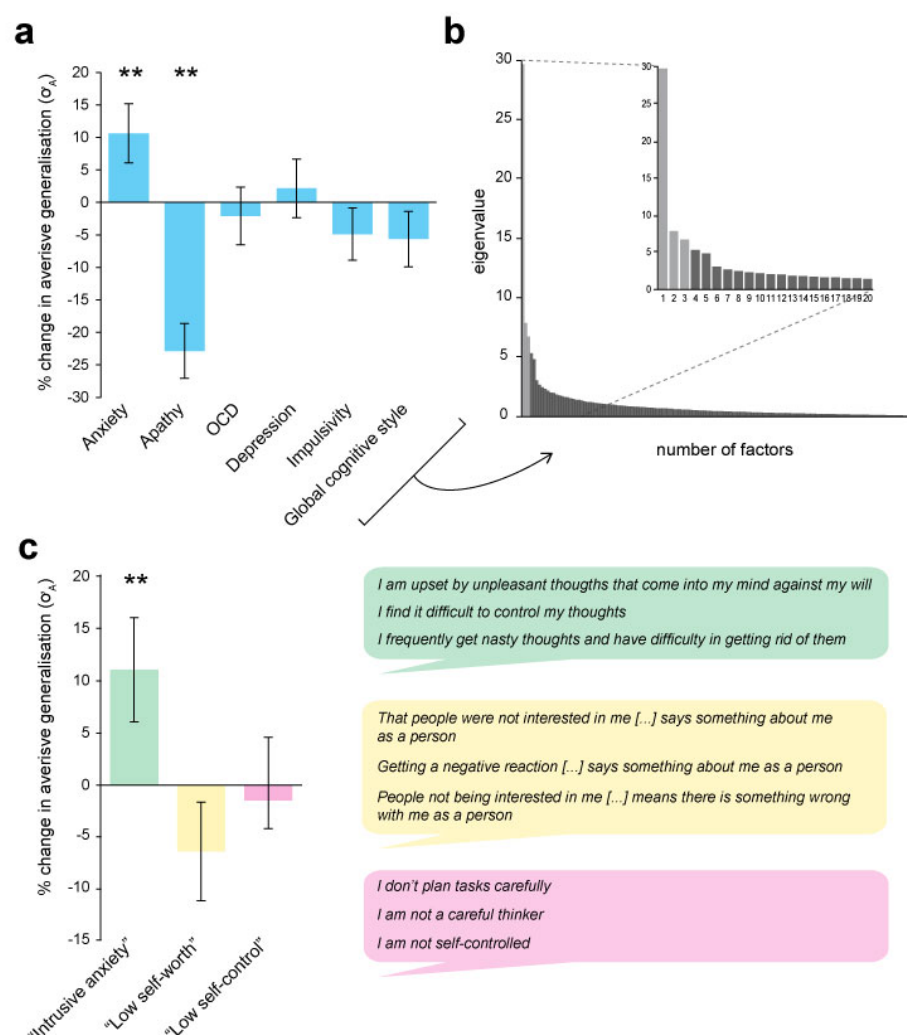 a
20
15
10
5
0
-5
-10
-15
-20
-25
-30
% change in averisve generalisation (σA)
**
**
Anxiety
Apathy
OCD
Depression
Impulsivity
Global cognitive style
b
30
25
20
15
10
5
0
eigenvalue
number of factors
30
25
20
15
10
5
0
1 2 3 4 5 6 7 8 9 10 11 12 13 14 15 16 17 18 19 20
c
20
15
10
5
0
-5
-10
-15
% change in averisve generalisation (σA)
**
“Intrusive anxiety”
“Low self-worth”
“Low self-control”
I am upset by unpleasant thougths that come into my mind against my will
I find it difficult to control my thoughts
I frequently get nasty thoughts and have difficulty in getting rid of them
That people were not interested in me [...] says something about me
as a person
Getting a negative reaction [...] says something about me as a person
People not being interested in me [...] means there is something wrong
with me as a person
I don’t plan tasks carefully
I am not a careful thinker
I am not self-controlled